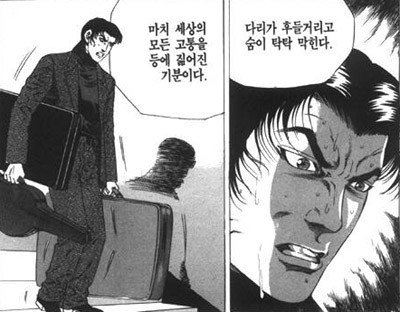 마치 세상의
모든 고통을
등에 짊어진
기분이다.
다리가 후들거리고
숨이 탁탁 막힌다.